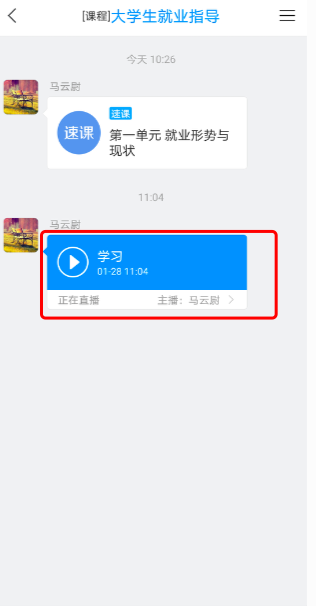 [课程]大学生就业指导
今天 10:26
马云尉
速课
速课
第一单元 就业形势与
现状
11:04
马云尉
学习
01-28 11:04
正在直播 主播：马云尉